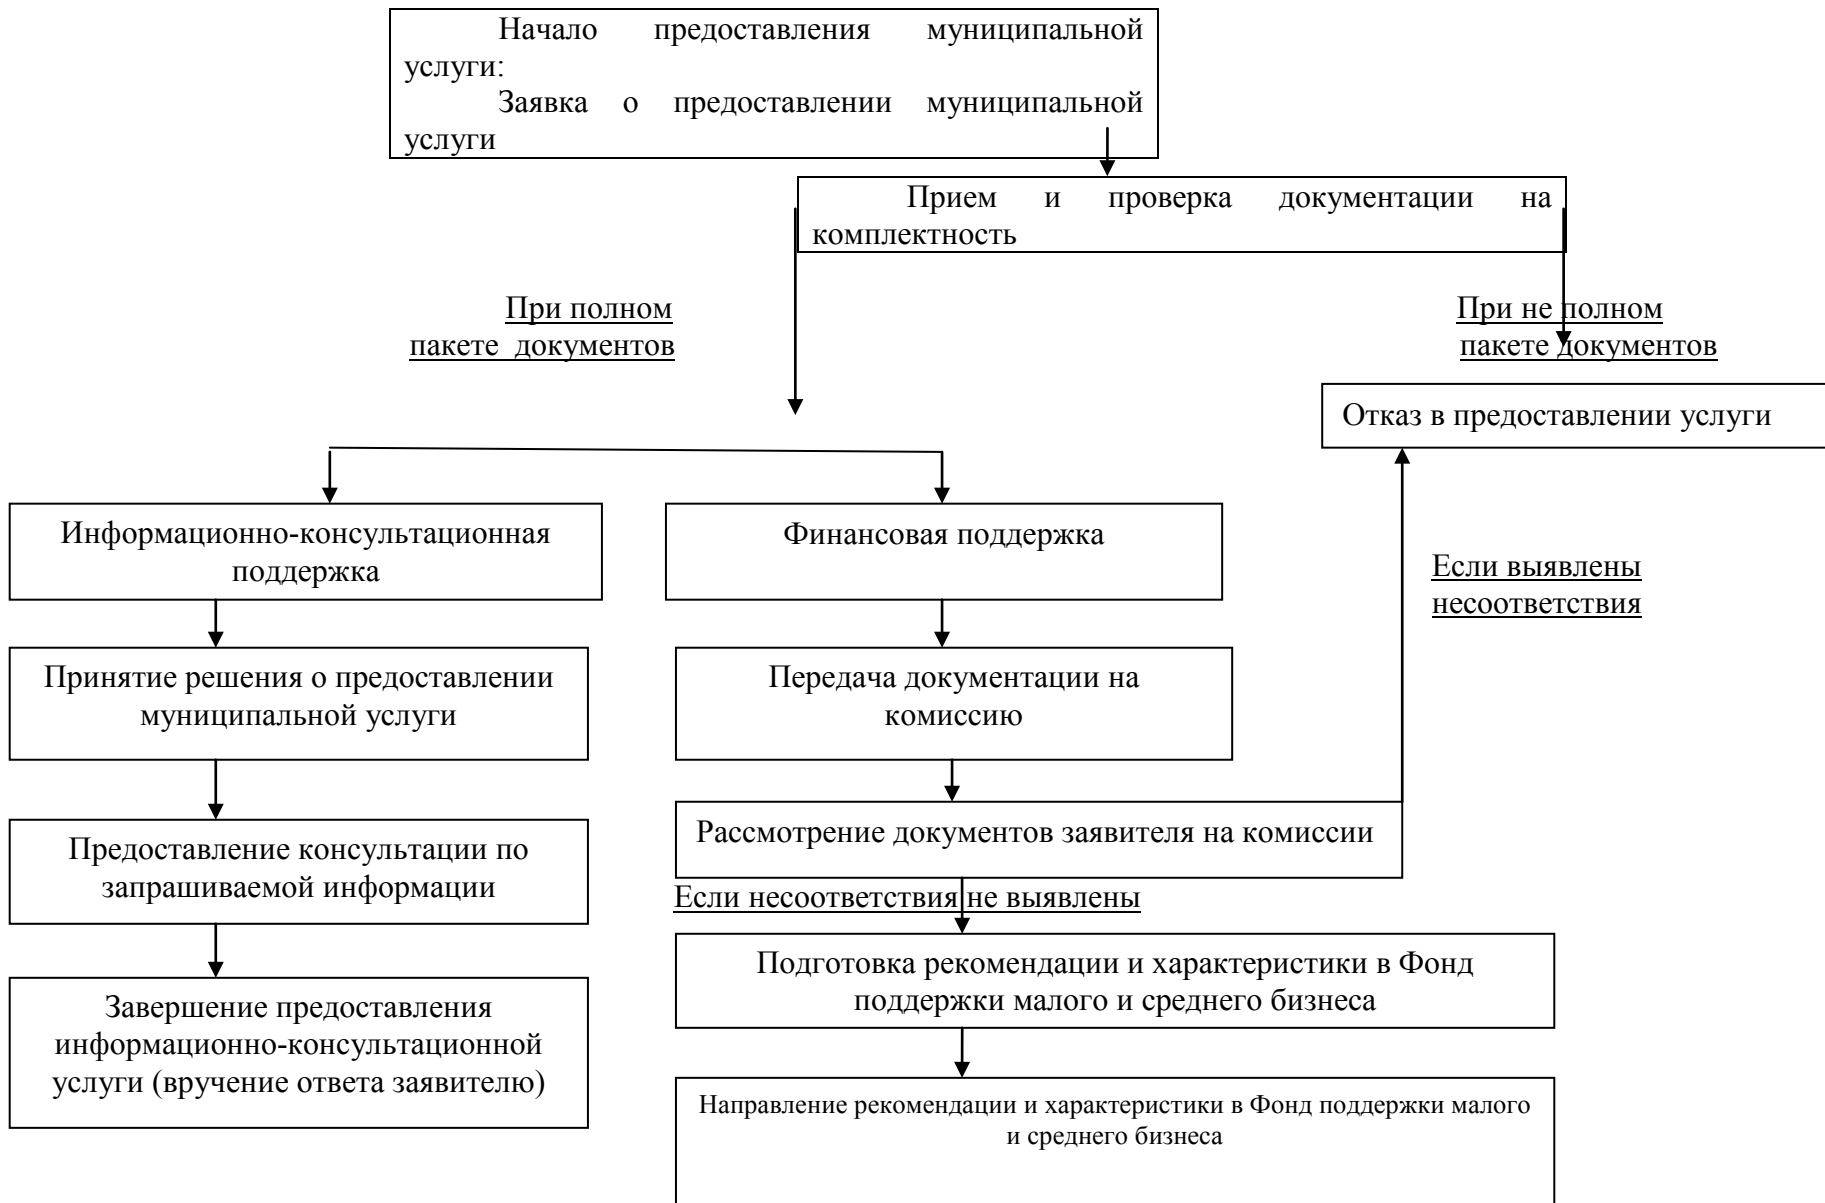 Начало предоставления муниципальной
услуги:
Заявка о предоставлении муниципальной
услуги
Прием и проверка документации на
комплектность
При полном
пакете документов
При не полном
пакете документов
Отказ в предоставлении услуги
Информационно-консультационная
поддержка
Финансовая поддержка
Если выявлены
несоответствия
Принятие решения о предоставлении
муниципальной услуги
Передача документации на
комиссию
Предоставление консультации по
запрашиваемой информации
Рассмотрение документов заявителя на комиссии
Если несоответствия не выявлены
Подготовка рекомендации и характеристики в Фонд
поддержки малого и среднего бизнеса
Завершение предоставления
информационно-консультационной
услуги (вручение ответа заявителю)
Направление рекомендации и характеристики в Фонд поддержки малого
и среднего бизнеса